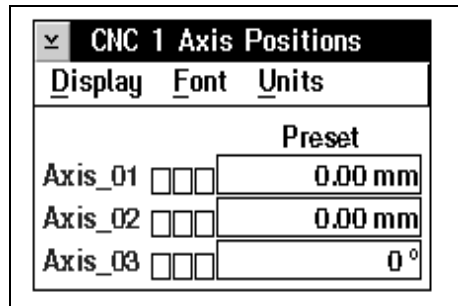 CNC 1 Axis Positions
Display Font Units
Preset
Axis_01 0.00 mm
Axis_02 0.00 mm
Axis_03 0 °